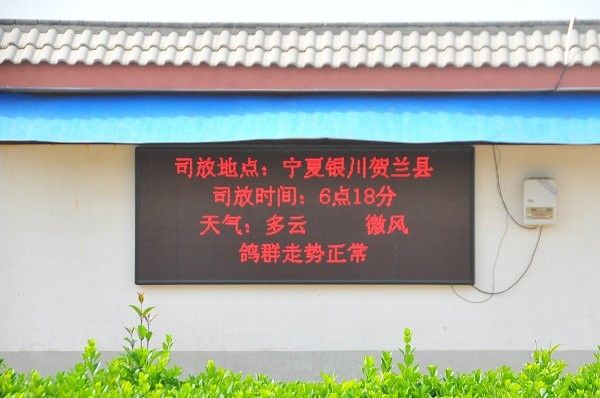 司放地点：宁夏银川贺兰县
司放时间：6点18分
天气：多云 微风
鸽群走势正常